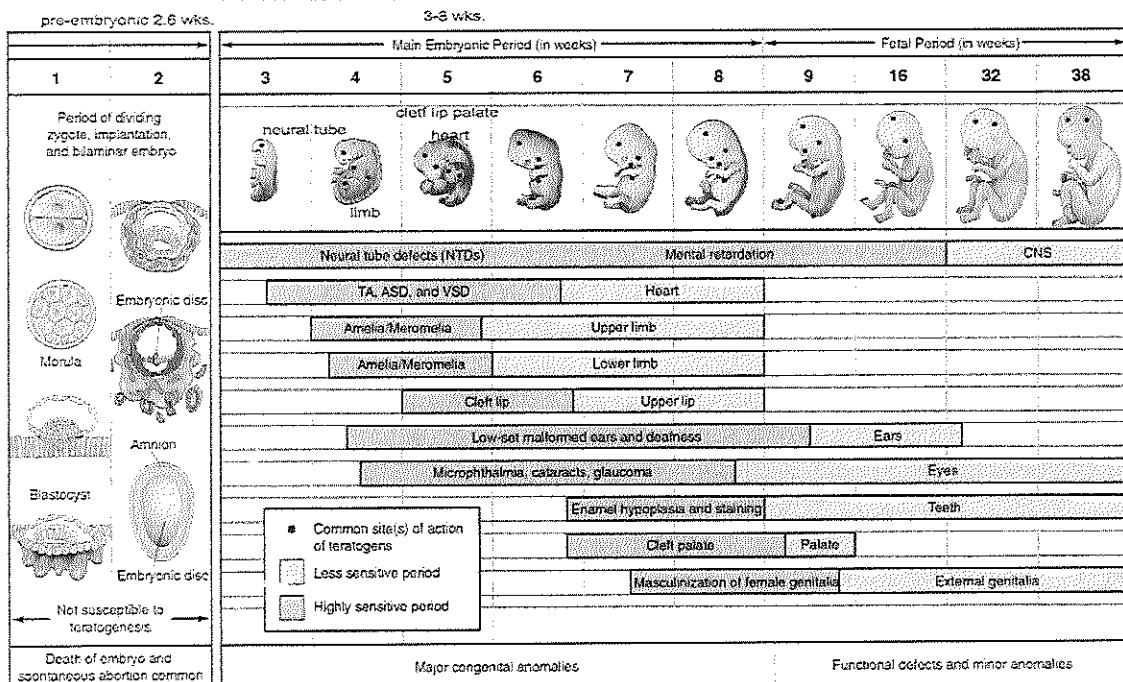 pre-embryonic 2.6 wks.
3-8 wks.
Main Embryonic Period (in weeks)
Fetal Period (in weeks)
1 2 3 4 5 6 7 8 9 16 32 38
Period of dividing
zygote, implantation,
and bilaminar embryo
neural tube
cleft lip palate
heart
limb
Neural tube defects (NTDs) Mental retardation CNS
TA, ASD, and VSD Heart
Embryonic disc
Amelia/Meromelia Upper limb
Morula
Amelia/Meromelia Lower limb
Cleft lip Upper lip
Low-set malformed ears and deafness Ears
Amnion
Microphthalmia, cataracts, glaucoma Eyes
Blastocyst
Enamel hypoplasia and staining Teeth
Cleft palate Palate
Embryonic disc
Masculinization of female genitalia External genitalia
Common site(s) of action
of teratogens
Less sensitive period
Highly sensitive period
Not susceptible to
teratogenesis
Death of embryo and
spontaneous abortion common
Major congenital anomalies
Functional defects and minor anomalies